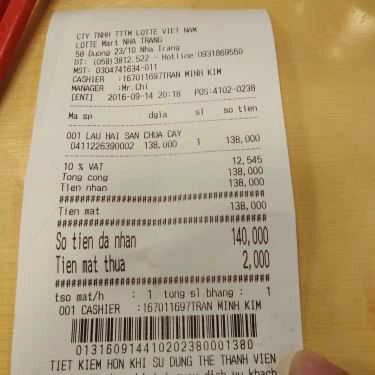 CTY TNHH TTTM LOTTE VIET NAM
LOTTE Mart NHA TRANG
58 Duong 23/10 Nha Trang
DT: (058)3812.522 - Hotline 0931869550
MST: 0304741634-011
CASHIER :167011697TRAN MINH KIM
MANAGER :Mr.Chi
[ENT] 2016-09-14 20:18 POS:4102-0238
Ma sp dgia sl so tien
001 LAU HAI SAN CHUA CAY
0411226390002 138,000 1 138,000
10 % VAT 12,545
Tong cong 138,000
Tien nhan 138,000
Tien mat 138,000
So tien da nhan 140,000
Tien mat thua 2,000
tso mat/h : 1 tung sl bhang : 1
001 CASHIER :167011697TRAN MINH KIM
013160914410202380001380
TIET KIEM HON KHI SU DUNG THE THANH VIEN